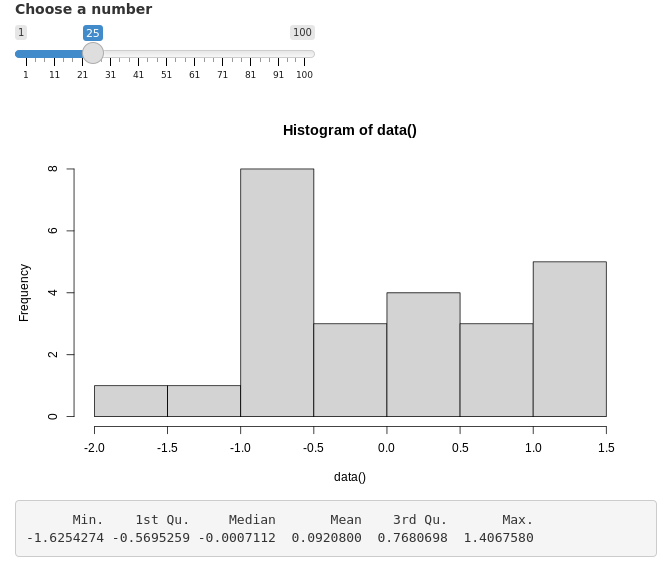 Choose a number
1 25 100
1 11 21 31 41 51 61 71 81 91 100
Histogram of data()
Frequency
8
6
4
2
0
-2.0 -1.5 -1.0 -0.5 0.0 0.5 1.0 1.5
data()
Min. 1st Qu. Median Mean 3rd Qu. Max.
-1.6254274 -0.5695259 -0.0007112 0.0920800 0.7680698 1.4067580